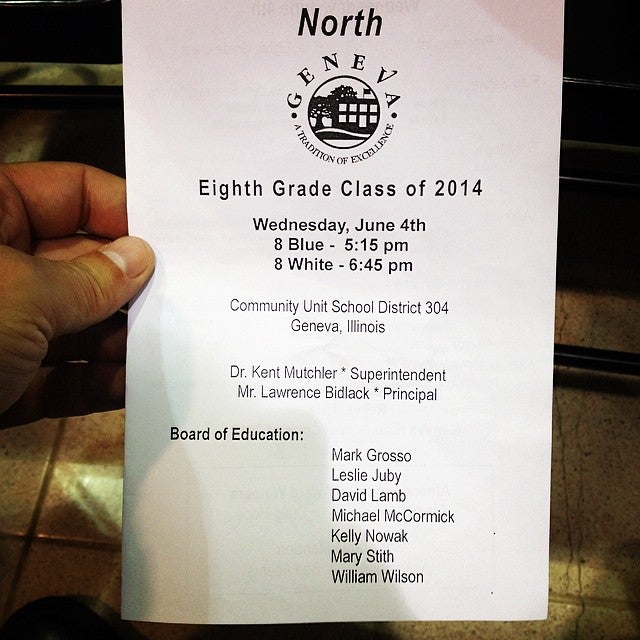 North
GENEVA
A TRADITION OF EXCELLENCE
Eighth Grade Class of 2014
Wednesday, June 4th
8 Blue - 5:15 pm
8 White - 6:45 pm
Community Unit School District 304
Geneva, Illinois
Dr. Kent Mutchler * Superintendent
Mr. Lawrence Bidlack * Principal
Board of Education:
Mark Grosso
Leslie Juby
David Lamb
Michael McCormick
Kelly Nowak
Mary Stith
William Wilson